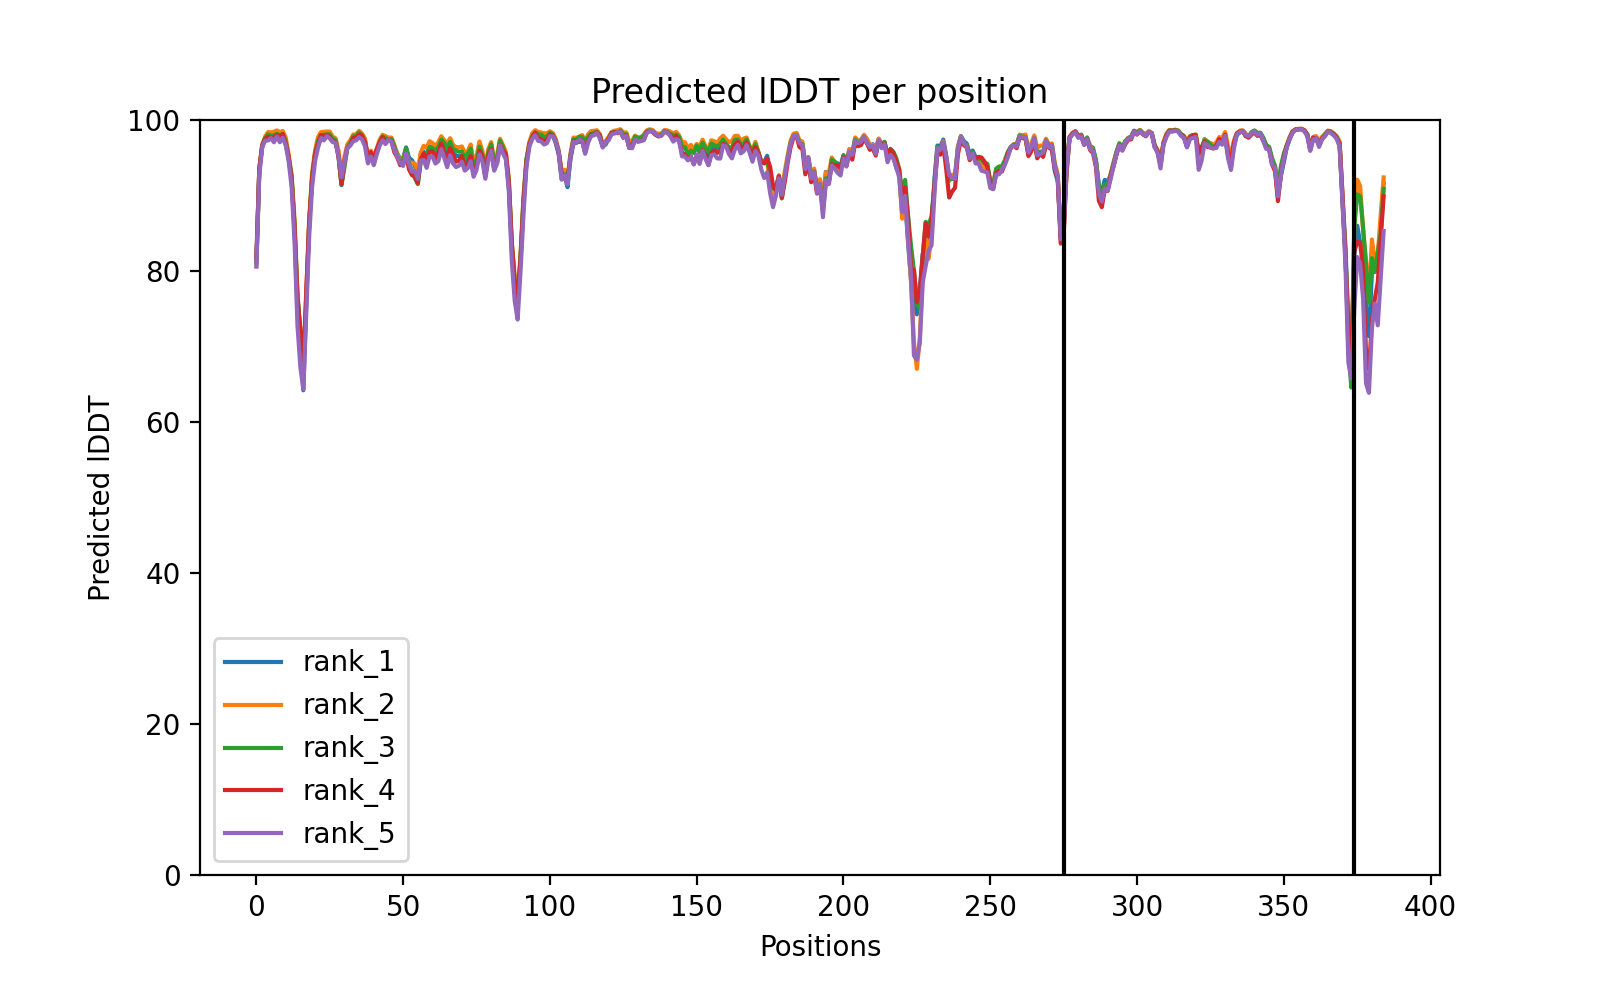 Predicted lDDT per position
100
80
60
40
20
0
Predicted lDDT
rank_1
rank_2
rank_3
rank_4
rank_5
0 50 100 150 200 250 300 350 400
Positions